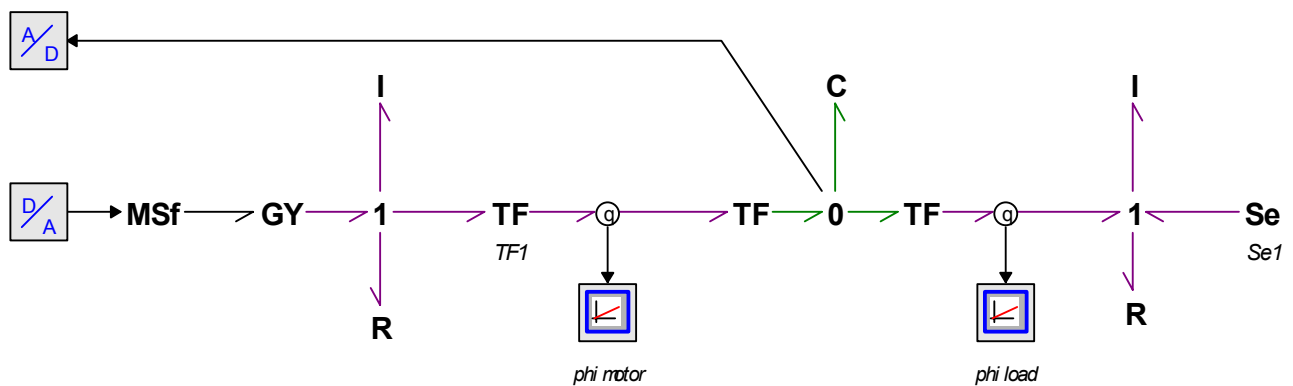 A/D
I
C
I
D/A
MSf
GY
1
TF
q
TF
0
TF
q
1
Se
TF1
Se1
R
R
phi motor
phi load